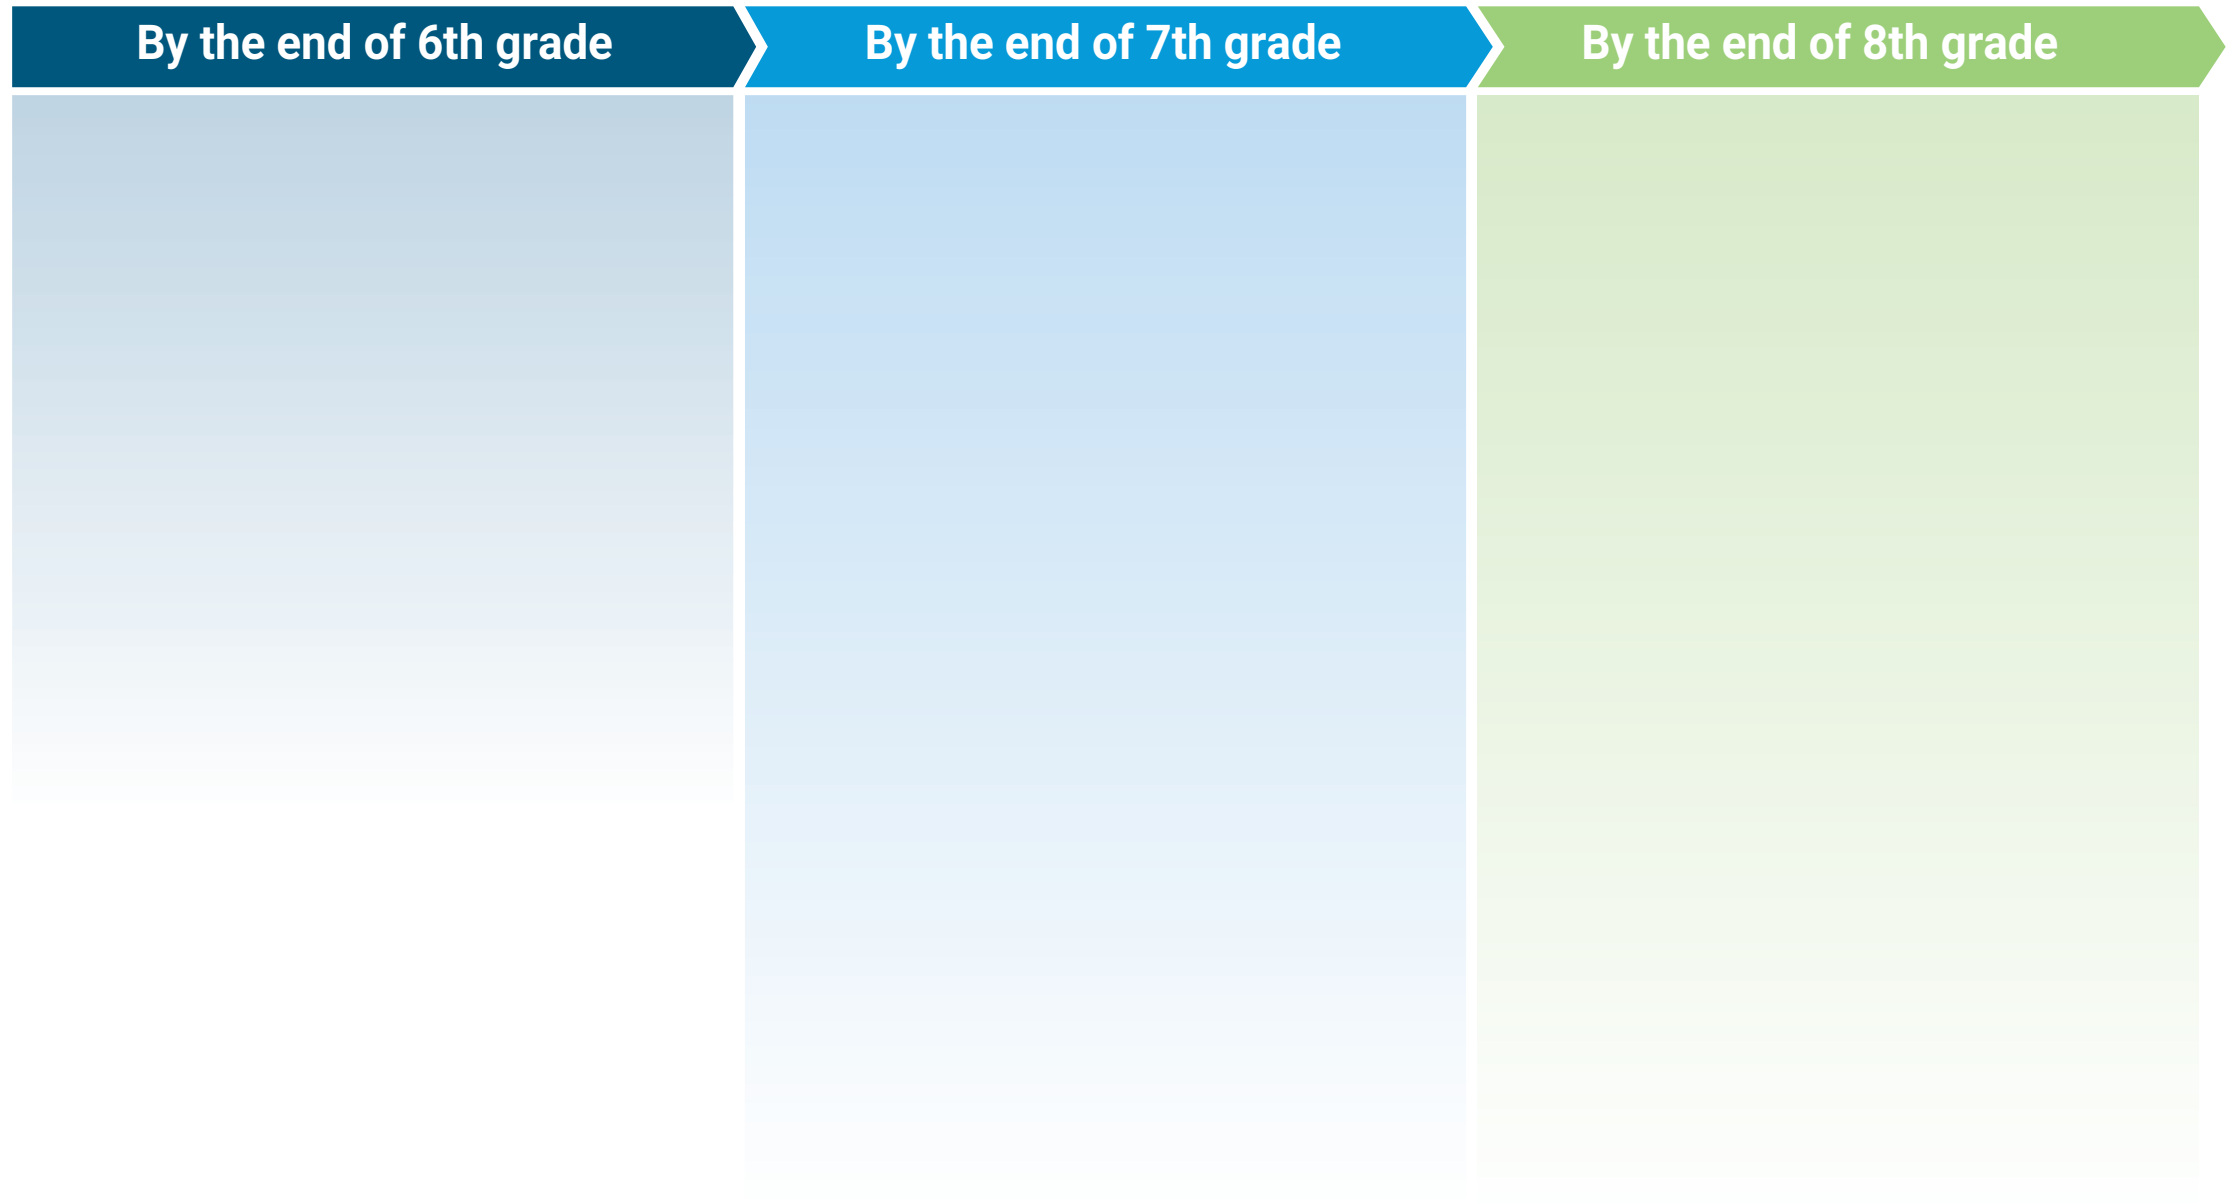 By the end of 6th grade
By the end of 7th grade
By the end of 8th grade